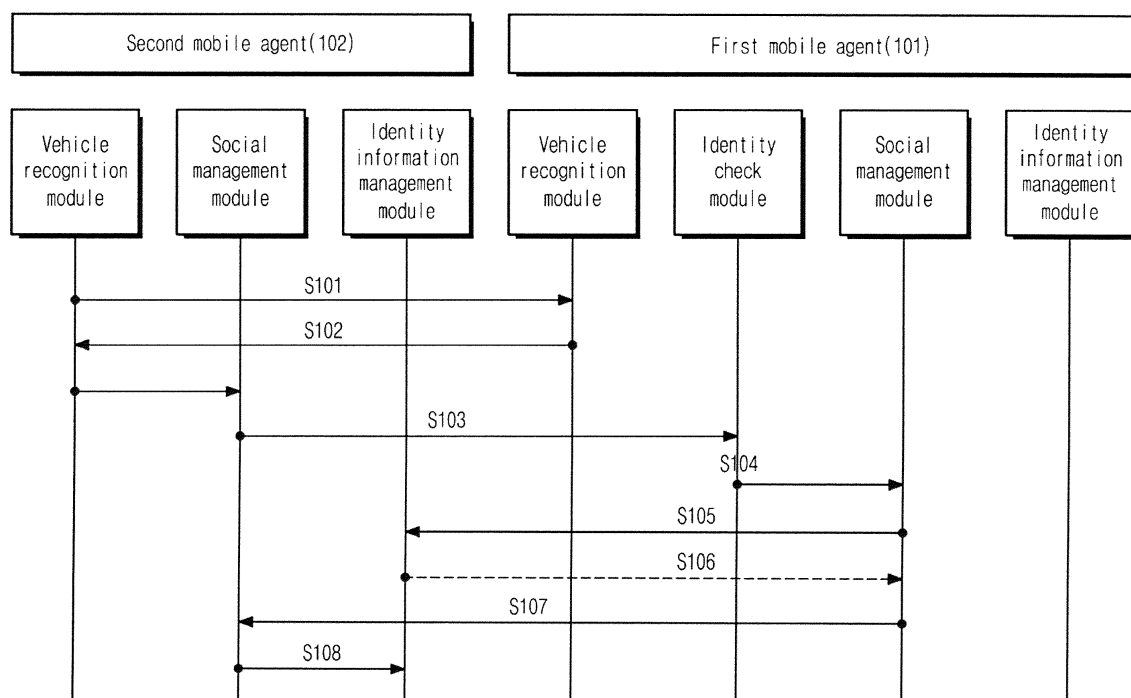 Second mobile agent(102)
First mobile agent(101)
Vehicle
recognition
module
Social
management
module
Identity
information
management
module
Vehicle
recognition
module
Identity
check
module
Social
management
module
Identity
information
management
module
S101
S102
S103
S104
S105
S106
S107
S108